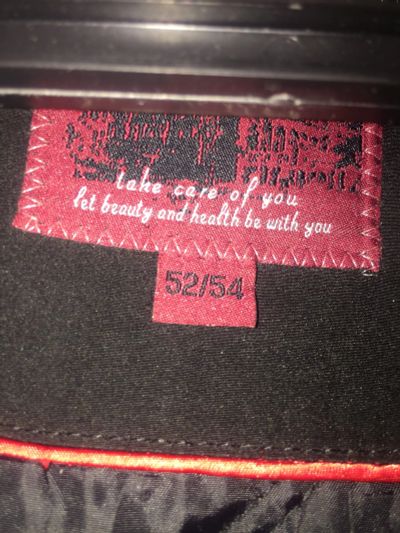 take care of you
let beauty and health be with you
52/54